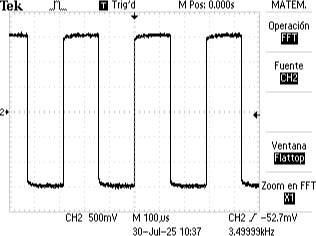 Tek T Trig'd M Pos: 0.000s MATEM.
Operación
FFT
Fuente
CH2
2
Ventana
Flattop
Zoom en FFT
X1
CH2 500mV M 100µs CH2 -52.7mV
30-Jul-25 10:37 3.49999kHz